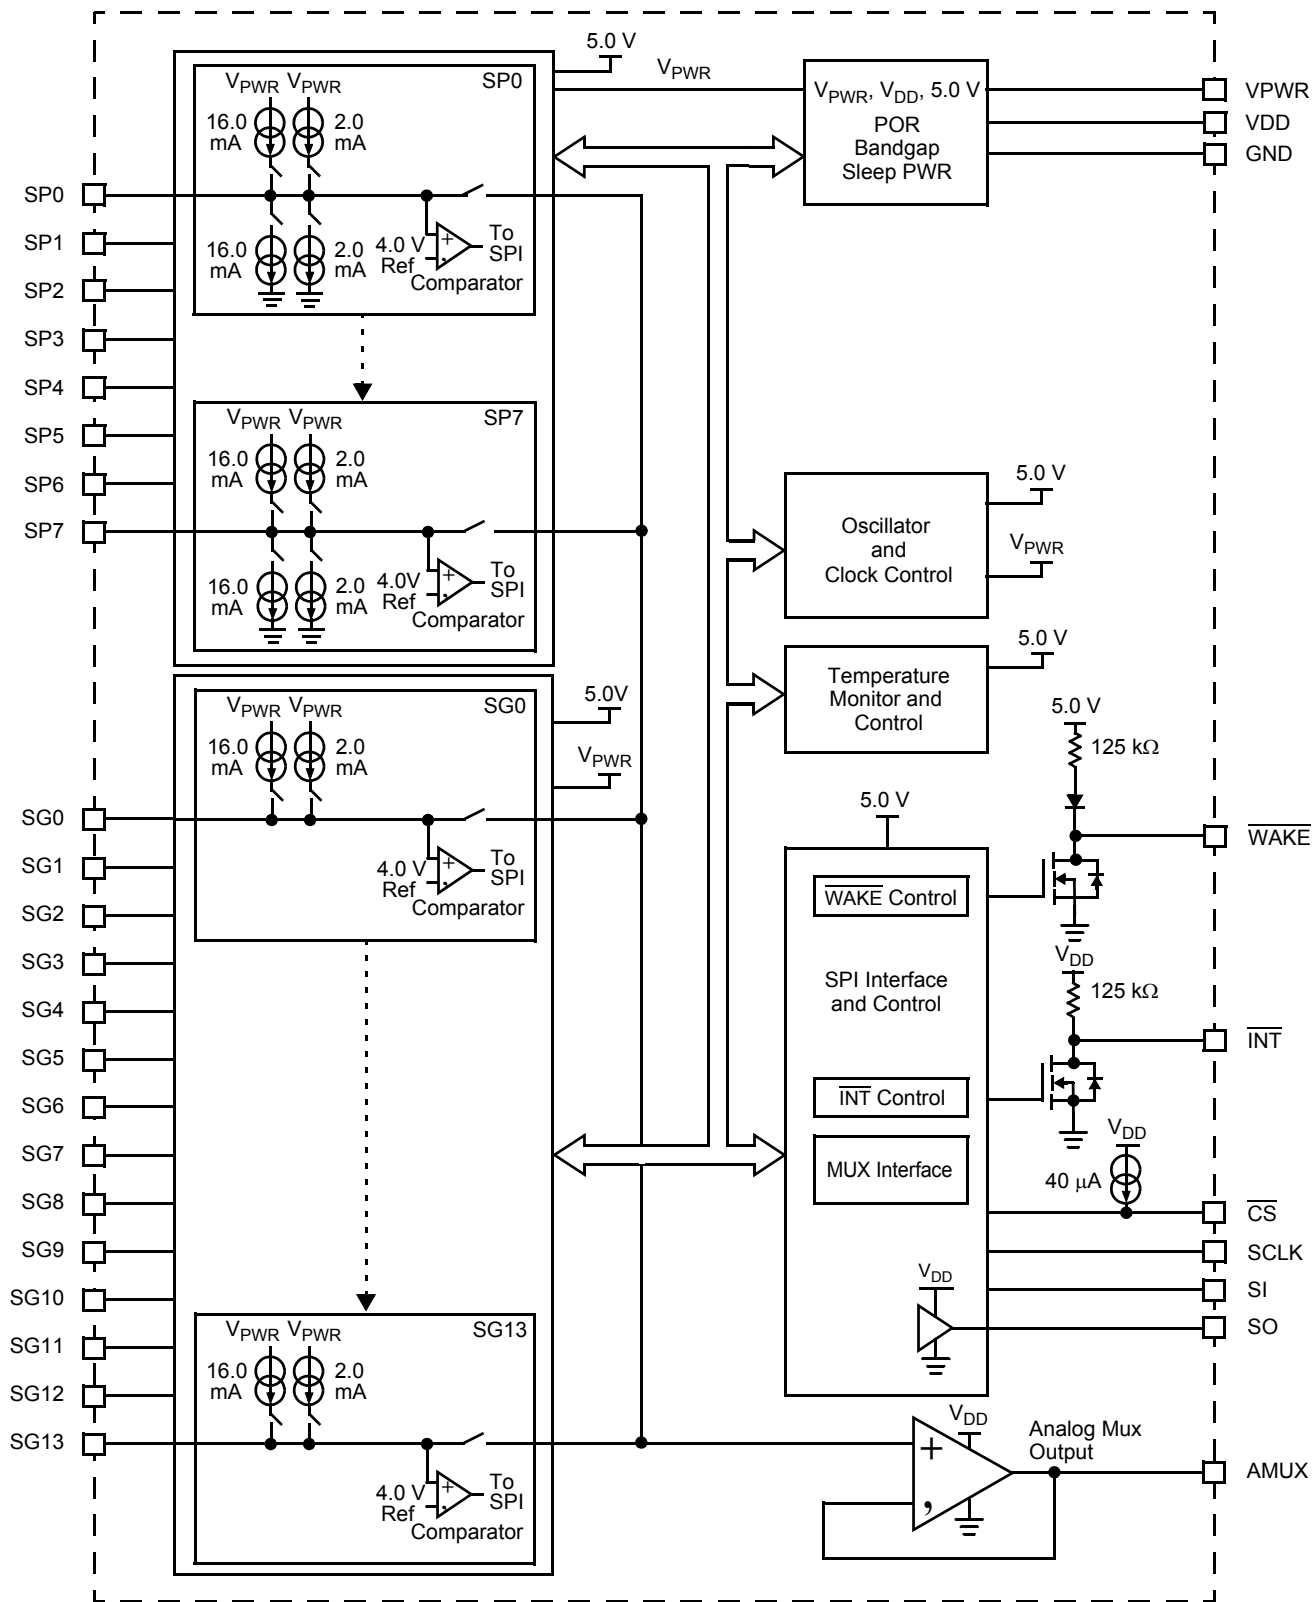 SP0
SP1
SP2
SP3
SP4
SP5
SP6
SP7
SG0
SG1
SG2
SG3
SG4
SG5
SG6
SG7
SG8
SG9
SG10
SG11
SG12
SG13
VPWR VPWR
SP0
16.0
mA
2.0
mA
16.0
mA
2.0
mA
4.0 V
Ref
+
To
SPI
Comparator
VPWR VPWR
SP7
16.0
mA
2.0
mA
16.0
mA
2.0
mA
4.0V
Ref
+
To
SPI
Comparator
VPWR VPWR
SG0
16.0
mA
2.0
mA
4.0 V
Ref
+
To
SPI
Comparator
VPWR VPWR
SG13
16.0
mA
2.0
mA
4.0 V
Ref
+
To
SPI
Comparator
5.0 V
VPWR
5.0V
VPWR
VPWR, VDD, 5.0 V
POR
Bandgap
Sleep PWR
Oscillator
and
Clock Control
5.0 V
VPWR
Temperature
Monitor and
Control
5.0 V
5.0 V
WAKE Control
SPI Interface
and Control
INT Control
MUX Interface
VDD
5.0 V
125 kΩ
VDD
125 kΩ
VDD
40 μA
VDD
+
Analog Mux
Output
VPWR
VDD
GND
WAKE
INT
CS
SCLK
SI
SO
AMUX